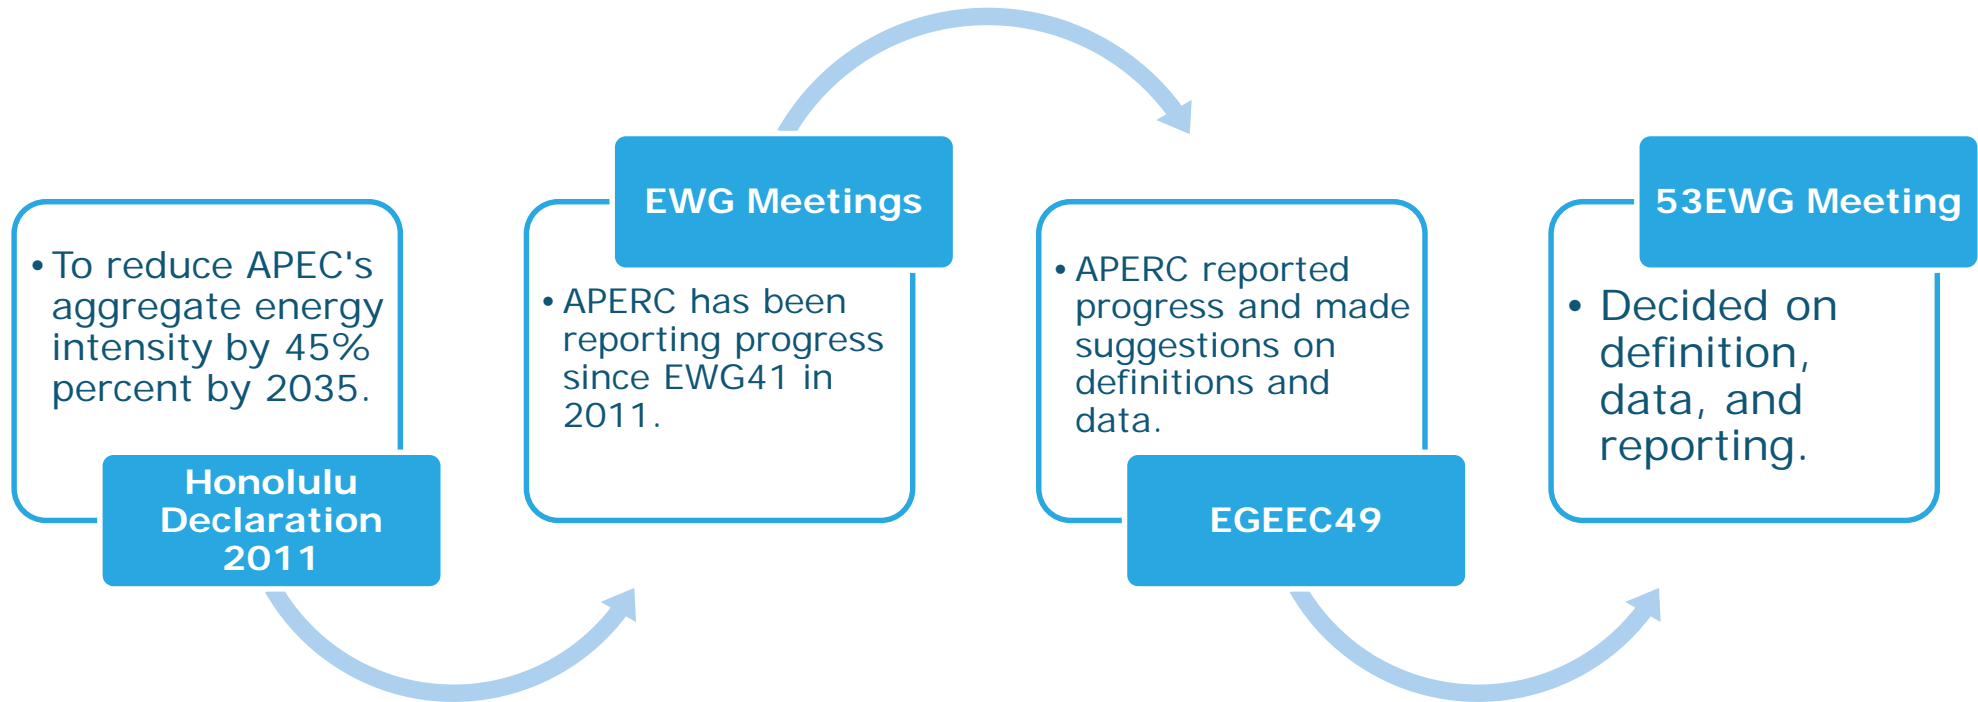 • To reduce APEC's
aggregate energy
intensity by 45%
percent by 2035.
Honolulu
Declaration
2011
EWG Meetings
• APERC has been
reporting progress
since EWG41 in
2011.
• APERC reported
progress and made
suggestions on
definitions and
data.
EGEEC49
53EWG Meeting
• Decided on
definition,
data, and
reporting.